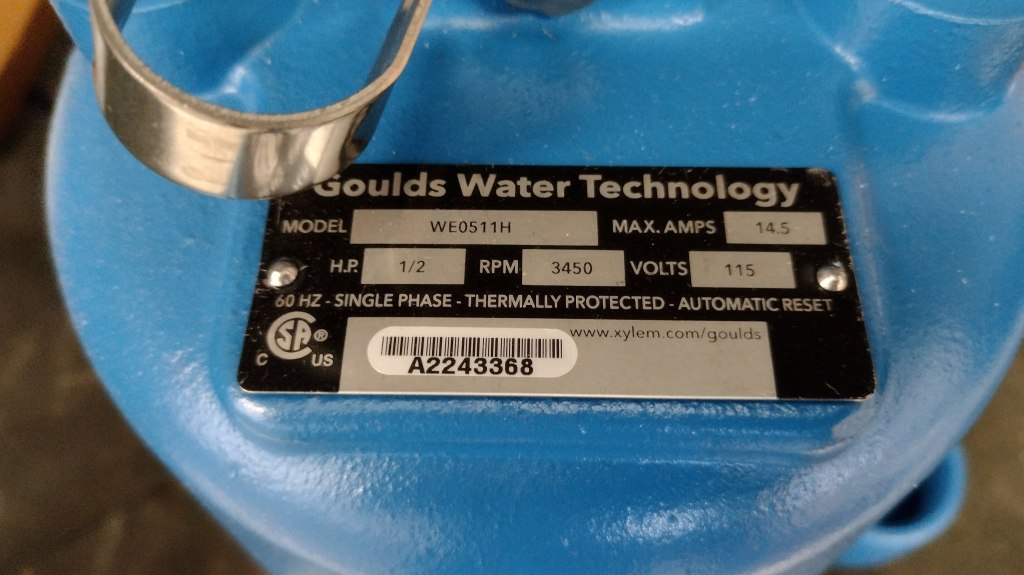 Goulds Water Technology
MODEL WE0511H MAX. AMPS 14.5
H.P. 1/2 RPM 3450 VOLTS 115
60 HZ - SINGLE PHASE - THERMALLY PROTECTED - AUTOMATIC RESET
www.xylem.com/goulds
SA®
C US
A2243368